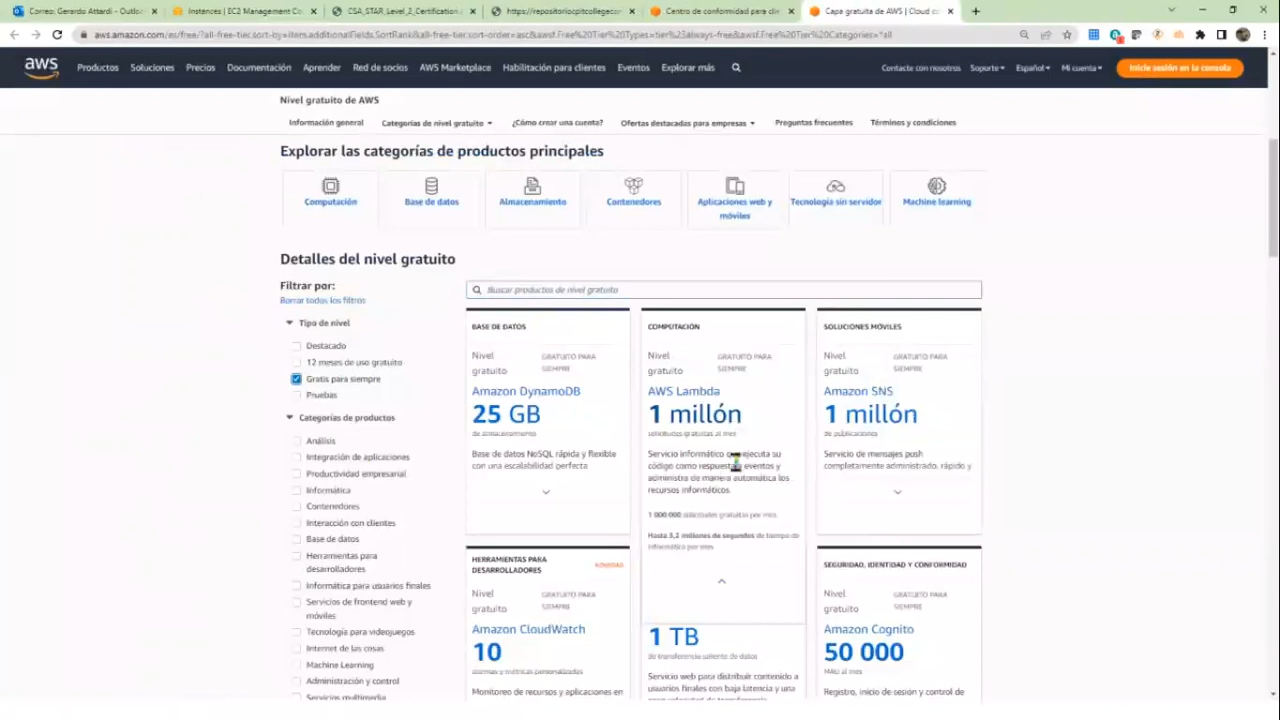 Correo: Gerardo Attardi - Outlo
Instancias | EC2 Management Co
CSA_STAR_Level_2_Certification
https://repositoriocpitcollegecor
Centro de conformidad para clie
Capa gratuita de AWS | Cloud c
aws.amazon.com/es/free/?all-free-tier.sort-by=item.additionalFields.SortRank&all-free-tier.sort-order=asc&awsf.Free%20Tier%20Types=tier%23always-free&awsf.Free%20Tier%20Categories=*all
aws
Productos
Soluciones
Precios
Documentación
Aprender
Red de socios
AWS Marketplace
Habilitación para clientes
Eventos
Explorar más
Contacte con nosotros
Soporte
Español
Mi cuenta
Inicie sesión en la consola
Nivel gratuito de AWS
Información general
Categorías de nivel gratuito
¿Cómo crear una cuenta?
Ofertas destacadas para empresas
Preguntas frecuentes
Términos y condiciones
Explorar las categorías de productos principales
Computación
Base de datos
Almacenamiento
Contenedores
Aplicaciones web y
móviles
Tecnología sin servidor
Machine learning
Detalles del nivel gratuito
Filtrar por:
Borrar todos los filtros
Tipo de nivel
Destacado
12 meses de uso gratuito
Gratis para siempre
Pruebas
Categorías de productos
Análisis
Integración de aplicaciones
Productividad empresarial
Informática
Contenedores
Interacción con clientes
Base de datos
Herramientas para
desarrolladores
Informática para usuarios finales
Servicios de frontend web y
móviles
Tecnología para videojuegos
Internet de las cosas
Machine Learning
Administración y control
Servicios multimedia
Buscar productos de nivel gratuito
BASE DE DATOS
Nivel
gratuito
GRATUITO PARA
SIEMPRE
Amazon DynamoDB
25 GB
de almacenamiento
Base de datos NoSQL rápida y flexible
con una escalabilidad perfecta
COMPUTACIÓN
Nivel
gratuito
GRATUITO PARA
SIEMPRE
AWS Lambda
1 millón
solicitudes gratuitas al mes
Servicio informático que ejecuta su
código como respuesta a eventos y
administra de manera automática los
recursos informáticos.
1 000 000 solicitudes gratuitas por mes
Hasta 3,2 millones de segundos de tiempo de
informática por mes
SOLUCIONES MÓVILES
Nivel
gratuito
GRATUITO PARA
SIEMPRE
Amazon SNS
1 millón
de publicaciones
Servicio de mensajes push
completamente administrado, rápido y
HERRAMIENTAS PARA
DESARROLLADORES
NOVEDAD
Nivel
gratuito
GRATUITO PARA
SIEMPRE
Amazon CloudWatch
10
alarmas y métricas personalizadas
Monitoreo de recursos y aplicaciones en
1 TB
de transferencia saliente de datos
Servicio web para distribuir contenido a
usuarios finales con baja latencia y una
SEGURIDAD, IDENTIDAD Y CONFORMIDAD
Nivel
gratuito
GRATUITO PARA
SIEMPRE
Amazon Cognito
50 000
MAU al mes
Registro, inicio de sesión y control de